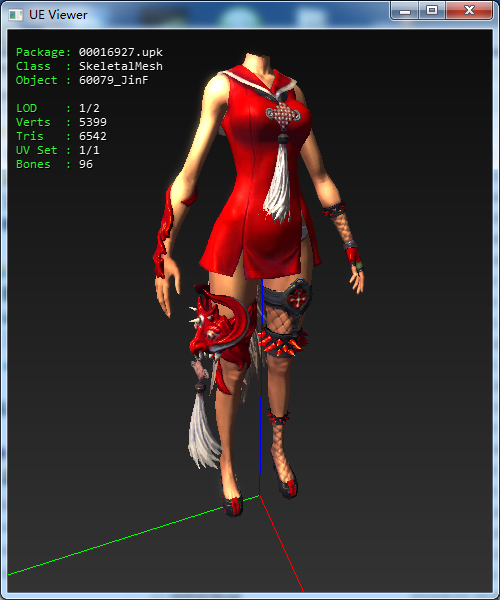 UE Viewer
Package: 00016927.upk
Class  : SkeletalMesh
Object : 60079_JinF
LOD    : 1/2
Verts  : 5399
Tris   : 6542
UV Set : 1/1
Bones  : 96